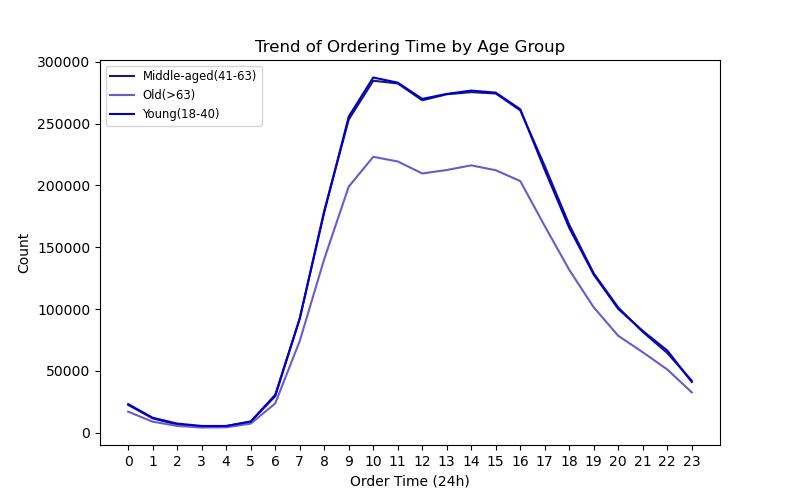 Trend of Ordering Time by Age Group
300000
250000
200000
150000
100000
50000
0
Count
Middle-aged(41-63)
Old(>63)
Young(18-40)
0 1 2 3 4 5 6 7 8 9 10 11 12 13 14 15 16 17 18 19 20 21 22 23
Order Time (24h)